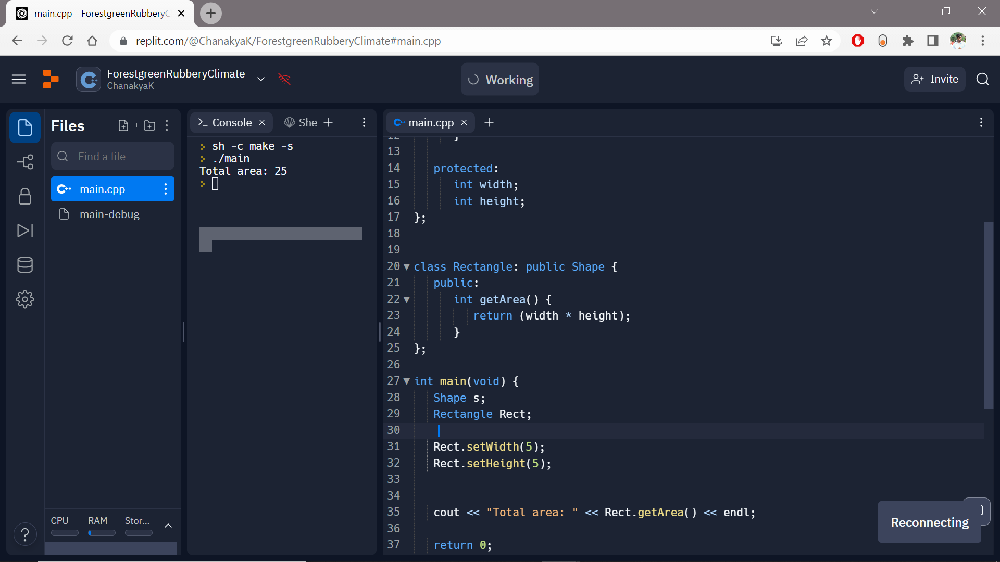 main.cpp - ForestgreenRubberyC
replit.com/@ChanakyaK/ForestgreenRubberyClimate#main.cpp
ForestgreenRubberyClimate
ChanakyaK
Working
Invite
Files
Find a file
main.cpp
main-debug
CPU RAM Stor...
?
Console
She
sh -c make -s
./main
Total area: 25
main.cpp
12 }
13
14 protected:
15 int width;
16 int height;
17 };
18
19
20 class Rectangle: public Shape {
21 public:
22 int getArea() {
23 return (width * height);
24 }
25 };
26
27 int main(void) {
28 Shape s;
29 Rectangle Rect;
30
31 Rect.setWidth(5);
32 Rect.setHeight(5);
33
34
35 cout << "Total area: " << Rect.getArea() << endl;
36
37 return 0;
Reconnecting